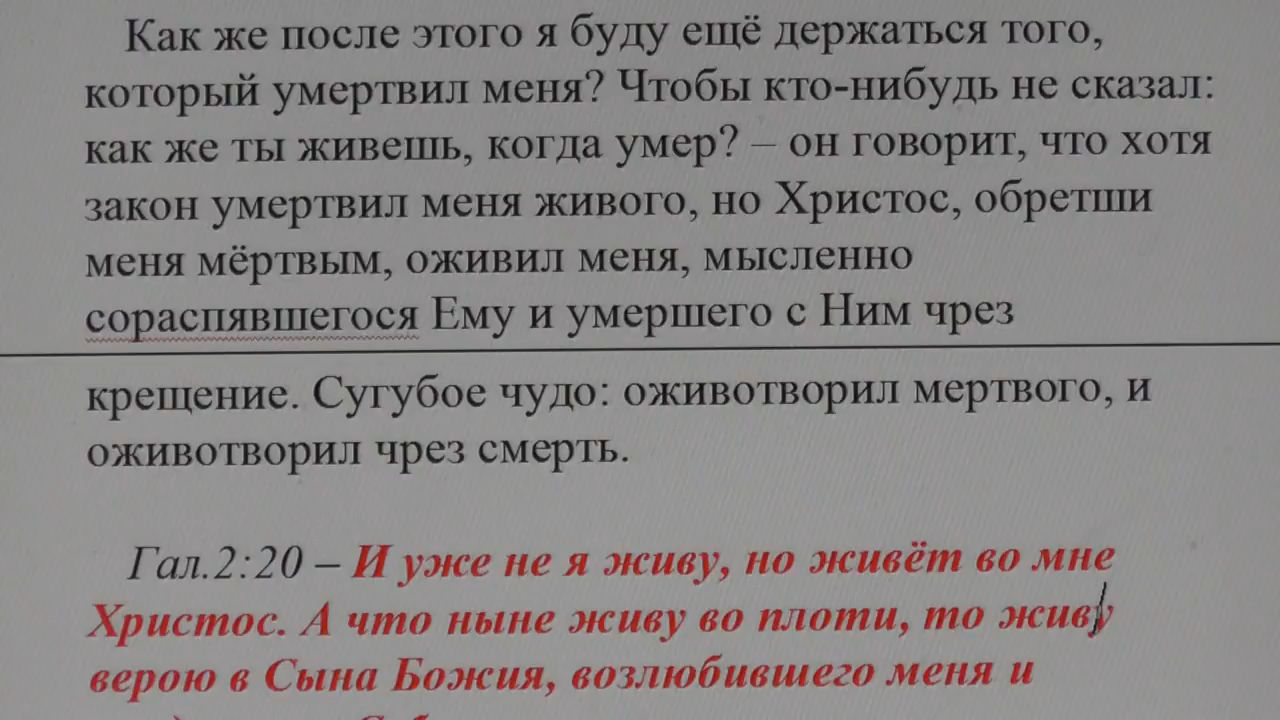 Как же после этого я буду ещё держаться того,
который умертвил меня? Чтобы кто-нибудь не сказал:
как же ты живешь, когда умер? – он говорит, что хотя
закон умертвил меня живого, но Христос, обретши
меня мёртвым, оживил меня, мысленно
сораспявшегося Ему и умершего с Ним чрез
крещение. Сугубое чудо: оживотворил мертвого, и
оживотворил чрез смерть.
Гал.2:20 – И уже не я живу, но живёт во мне
Христос. А что ныне живу во плоти, то живу
верою в Сына Божия, возлюбившего меня и